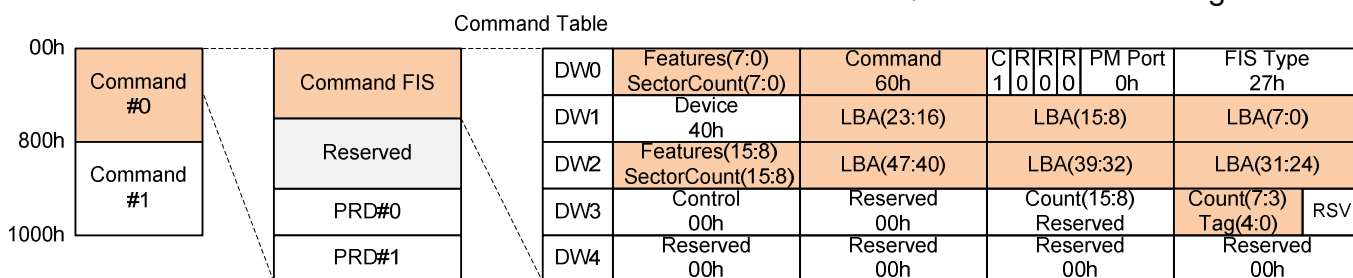 Command Table
00h
800h
1000h
Command
#0
Command
#1
Command FIS
Reserved
PRD#0
PRD#1
DW0
Features(7:0)
SectorCount(7:0)
Command
60h
C R R R PM Port
1 0 0 0 0h
FIS Type
27h
DW1
Device
40h
LBA(23:16)
LBA(15:8)
LBA(7:0)
DW2
Features(15:8)
SectorCount(15:8)
LBA(47:40)
LBA(39:32)
LBA(31:24)
DW3
Control
00h
Reserved
00h
Count(15:8)
Reserved
Count(7:3)
Tag(4:0)
RSV
DW4
Reserved
00h
Reserved
00h
Reserved
00h
Reserved
00h